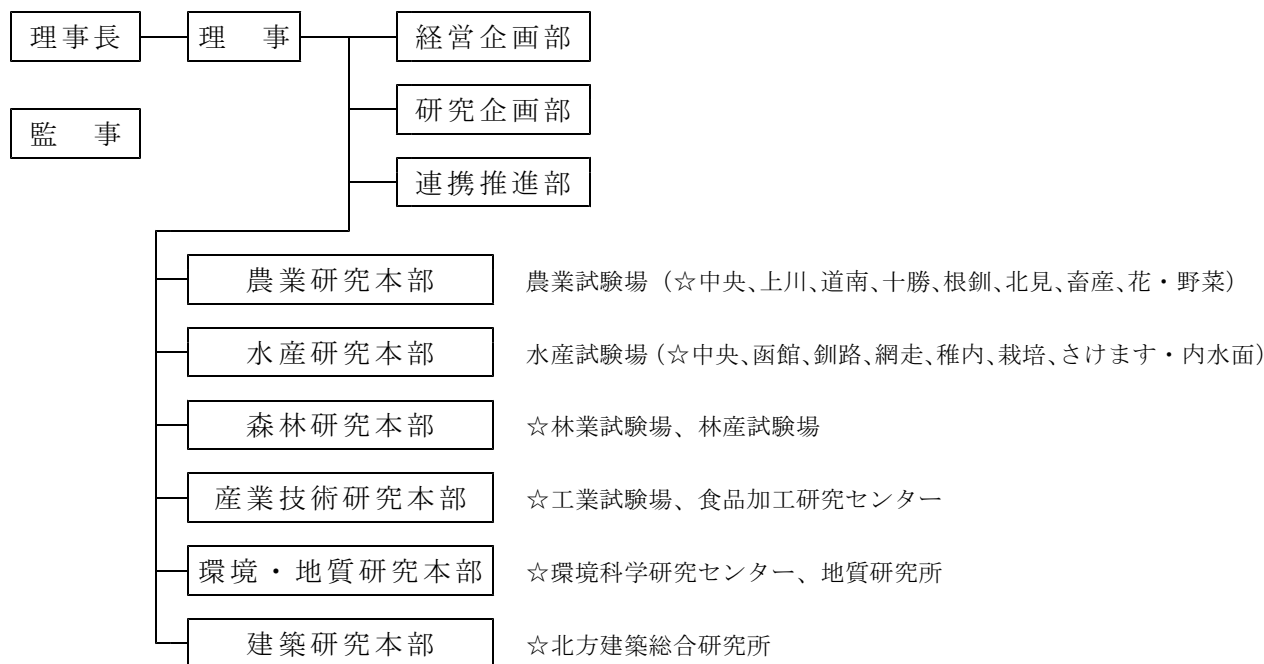 理事長 理　事 経営企画部
研究企画部
監　事
連携推進部
農業研究本部 農業試験場（☆中央、上川、道南、十勝、根釧、北見、畜産、花・野菜）
水産研究本部 水産試験場（☆中央、函館、釧路、網走、稚内、栽培、さけます・内水面）
森林研究本部 ☆林業試験場、林産試験場
産業技術研究本部 ☆工業試験場、食品加工研究センター
環境・地質研究本部 ☆環境科学研究センター、地質研究所
建築研究本部 ☆北方建築総合研究所